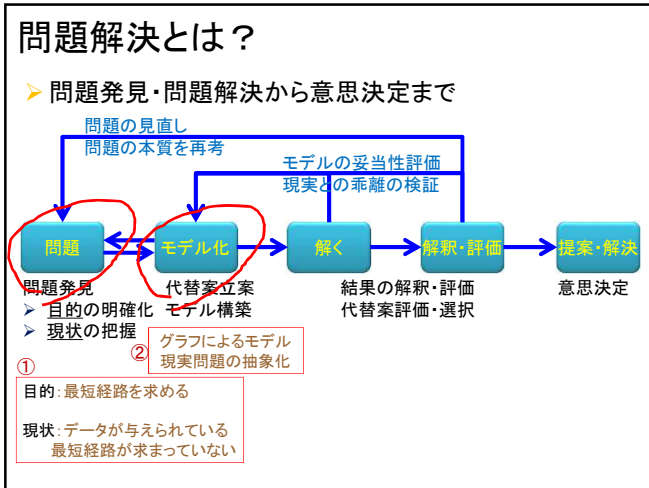 問題解決とは？
➢ 問題発見・問題解決から意思決定まで
問題の見直し
問題の本質を再考
モデルの妥当性評価
現実との乖離の検証
問題
モデル化
解く
解釈・評価
提案・解決
問題発見
➢ 目的の明確化
➢ 現状の把握
代替案立案
モデル構築
結果の解釈・評価
代替案評価・選択
意思決定
②
グラフによるモデル
現実問題の抽象化
①
目的：最短経路を求める
現状：データが与えられている
最短経路が求まっていない